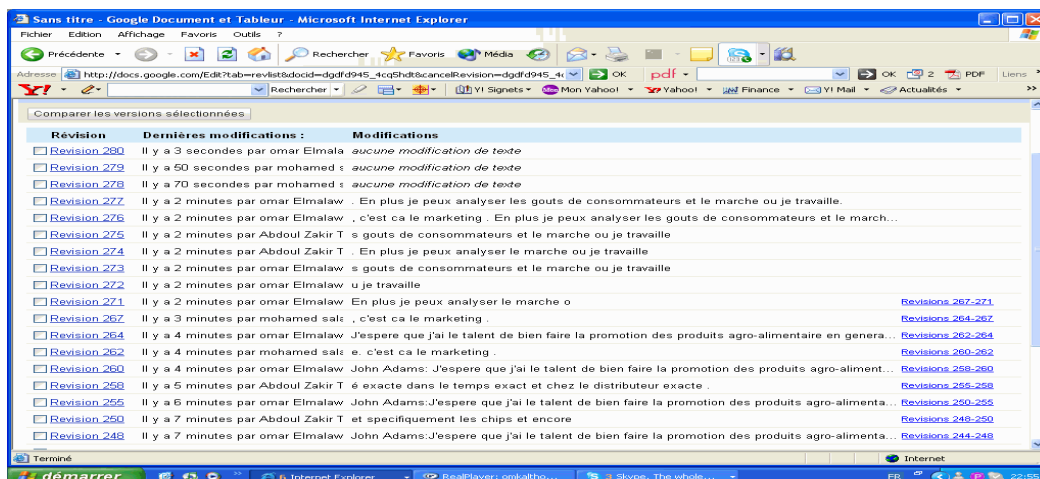 Sans titre - Google Document et Tableur - Microsoft Internet Explorer
Fichier Edition Affichage Favoris Outils ?
Précédente Rechercher Favoris Média
Adresse http://docs.google.com/Edit?tab=revlist&docid=dgdfd945_4cq5hdt&cancelRevision=dgdfd945_4c OK pdf OK 2 PDF Liens »
Y! Rechercher Y! Signets Mon Yahoo! Yahoo! Finance Y! Mail Actualités »
Comparer les versions sélectionnées
Révision Dernières modifications : Modifications
Revision 280 Il y a 3 secondes par omar Elmala aucune modification de texte
Revision 279 Il y a 50 secondes par mohamed s aucune modification de texte
Revision 278 Il y a 70 secondes par mohamed s aucune modification de texte
Revision 277 Il y a 2 minutes par omar Elmalaw . En plus je peux analyser les gouts de consommateurs et le marche ou je travaille.
Revision 276 Il y a 2 minutes par omar Elmalaw , c'est ca le marketing . En plus je peux analyser les gouts de consommateurs et le march...
Revision 275 Il y a 2 minutes par Abdoul Zakir T s gouts de consommateurs et le marche ou je travaille
Revision 274 Il y a 2 minutes par Abdoul Zakir T . En plus je peux analyser le marche ou je travaille
Revision 273 Il y a 2 minutes par omar Elmalaw s gouts de consommateurs et le marche ou je travaille
Revision 272 Il y a 2 minutes par omar Elmalaw u je travaille
Revision 271 Il y a 2 minutes par omar Elmalaw En plus je peux analyser le marche o Revisions 267-271
Revision 267 Il y a 3 minutes par mohamed sala , c'est ca le marketing . Revisions 264-267
Revision 264 Il y a 4 minutes par omar Elmalaw J'espere que j'ai le talent de bien faire la promotion des produits agro-alimentaire en genera... Revisions 262-264
Revision 262 Il y a 4 minutes par mohamed sala e. c'est ca le marketing . Revisions 260-262
Revision 260 Il y a 4 minutes par omar Elmalaw John Adams: J'espere que j'ai le talent de bien faire la promotion des produits agro-aliment... Revisions 258-260
Revision 258 Il y a 5 minutes par Abdoul Zakir T é exacte dans le temps exact et chez le distributeur exacte . Revisions 255-258
Revision 255 Il y a 6 minutes par omar Elmalaw John Adams:J'espere que j'ai le talent de bien faire la promotion des produits agro-alimenta... Revisions 250-255
Revision 250 Il y a 7 minutes par Abdoul Zakir T et specifiquement les chips et encore Revisions 248-250
Revision 248 Il y a 7 minutes par omar Elmalaw John Adams:J'espere que j'ai le talent de bien faire la promotion des produits agro-alimenta... Revisions 244-248
Terminé Internet
démarrer » 6 Internet Explorer RealPlayer: omkaltho... 3 Skype. The whole... FR 22:55